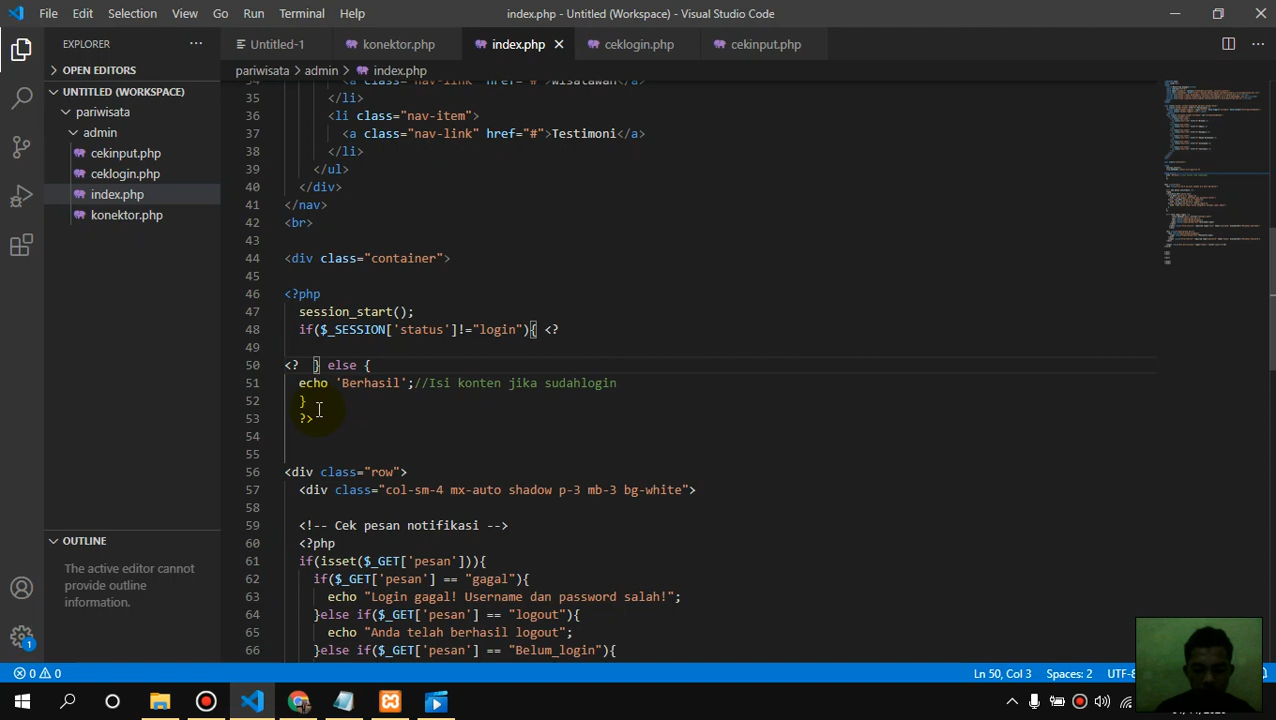 File Edit Selection View Go Run Terminal Help
index.php - Untitled (Workspace) - Visual Studio Code
EXPLORER
Untitled-1
konektor.php
index.php
ceklogin.php
cekinput.php
OPEN EDITORS
pariwisata > admin > index.php
UNTITLED (WORKSPACE)
pariwisata
admin
cekinput.php
ceklogin.php
index.php
konektor.php
35 </li>
36 <li class="nav-item">
37 <a class="nav-link" href="#">Testimoni</a>
38 </li>
39 </ul>
40 </div>
41 </nav>
42 <br>
43
44 <div class="container">
45
46 <?php
47 session_start();
48 if($_SESSION['status']!="login"){ <?
49
50 <? } else {
51 echo 'Berhasil';//Isi konten jika sudahlogin
52 }
53 ?>
54
55
56 <div class="row">
57 <div class="col-sm-4 mx-auto shadow p-3 mb-3 bg-white">
58
59 <!-- Cek pesan notifikasi -->
60 <?php
61 if(isset($_GET['pesan'])){
62 if($_GET['pesan'] == "gagal"){
63 echo "Login gagal! Username dan password salah!";
64 }else if($_GET['pesan'] == "logout"){
65 echo "Anda telah berhasil logout";
66 }else if($_GET['pesan'] == "Belum_login"){
OUTLINE
The active editor cannot
provide outline
information.
1
0 0
Ln 50, Col 3
Spaces: 2
UTF-8